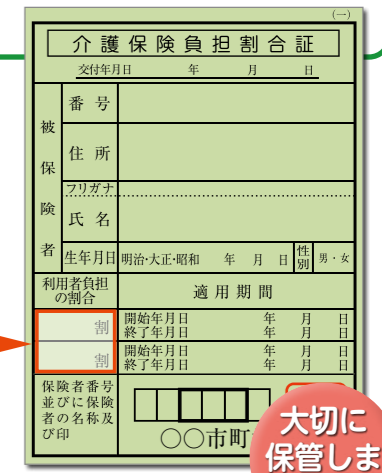 (一)
介護保険負担割合証
交付年月日 年 月 日
被保険者
番号
住所
フリガナ
氏名
生年月日 明治・大正・昭和 年 月 日 性別 男・女
利用者負担の割合 適用期間
割 開始年月日 年 月 日
終了年月日 年 月 日
割 開始年月日 年 月 日
終了年月日 年 月 日
保険者番号
並びに保険
者の名称及
び印
〇〇市町
大切に
保管しま